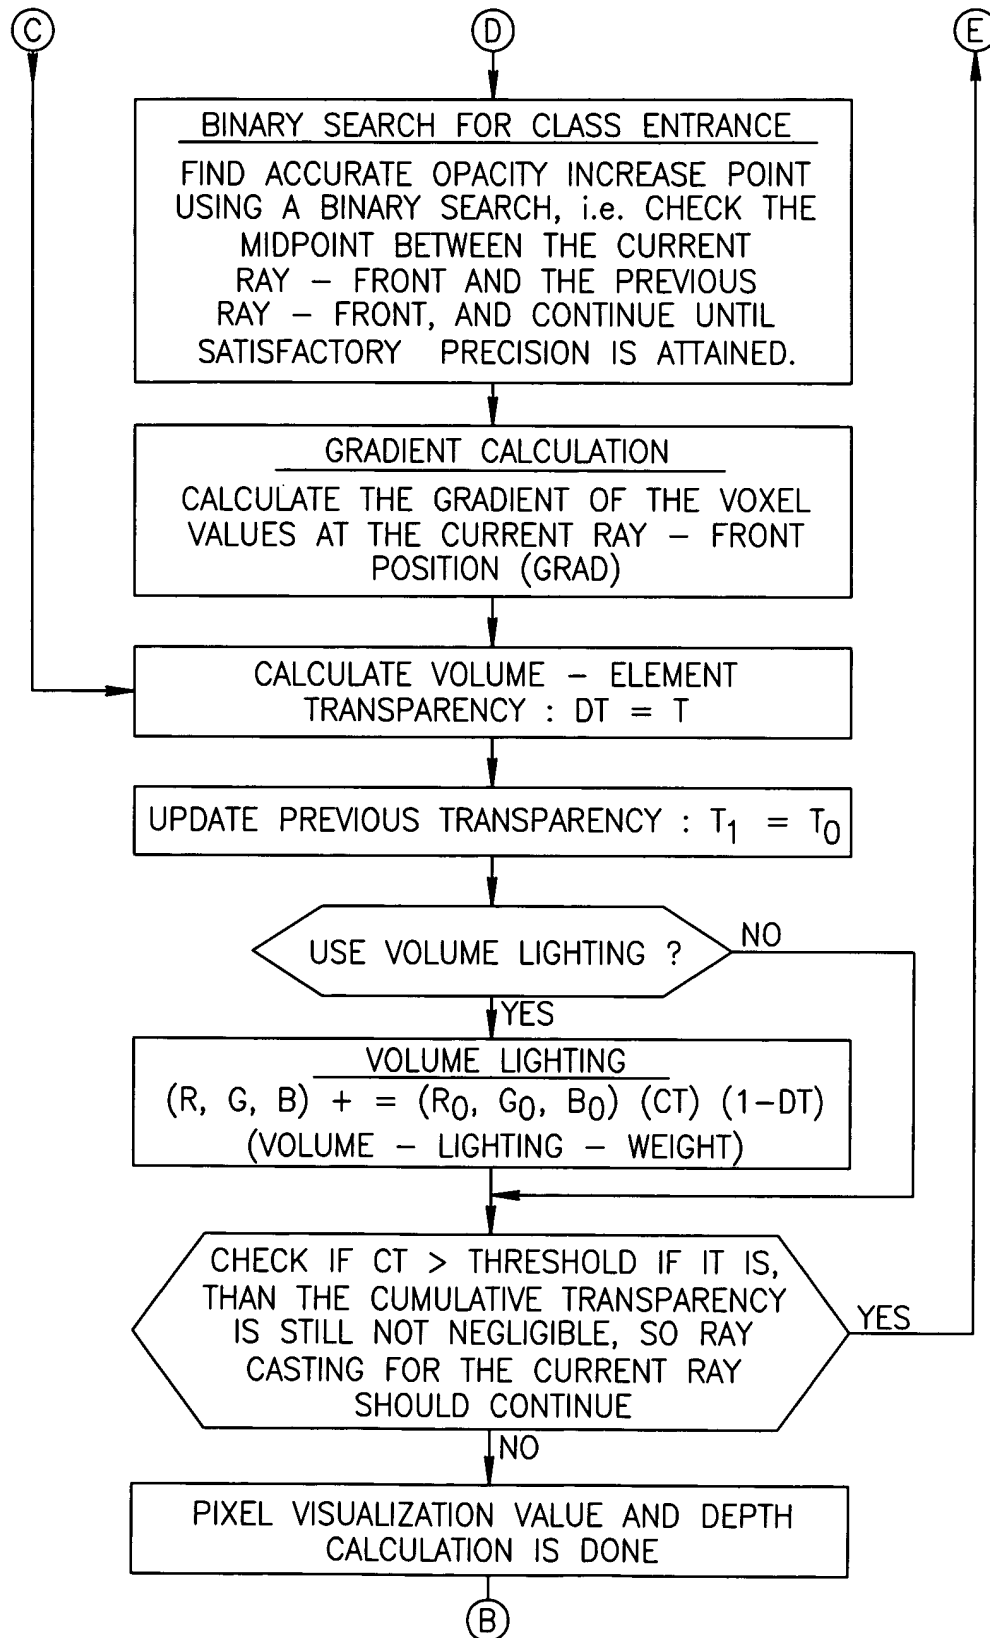 C
D
E
BINARY SEARCH FOR CLASS ENTRANCE
FIND ACCURATE OPACITY INCREASE POINT
USING A BINARY SEARCH, i.e. CHECK THE
MIDPOINT BETWEEN THE CURRENT
RAY – FRONT AND THE PREVIOUS
RAY – FRONT, AND CONTINUE UNTIL
SATISFACTORY PRECISION IS ATTAINED.
GRADIENT CALCULATION
CALCULATE THE GRADIENT OF THE VOXEL
VALUES AT THE CURRENT RAY – FRONT
POSITION (GRAD)
CALCULATE VOLUME – ELEMENT
TRANSPARENCY : DT = T
UPDATE PREVIOUS TRANSPARENCY : T₁ = T₀
USE VOLUME LIGHTING ?
NO
YES
VOLUME LIGHTING
(R, G, B) + = (R₀, G₀, B₀) (CT) (1–DT)
(VOLUME – LIGHTING – WEIGHT)
CHECK IF CT > THRESHOLD IF IT IS,
THAN THE CUMULATIVE TRANSPARENCY
IS STILL NOT NEGLIGIBLE, SO RAY
CASTING FOR THE CURRENT RAY
SHOULD CONTINUE
YES
NO
PIXEL VISUALIZATION VALUE AND DEPTH
CALCULATION IS DONE
B